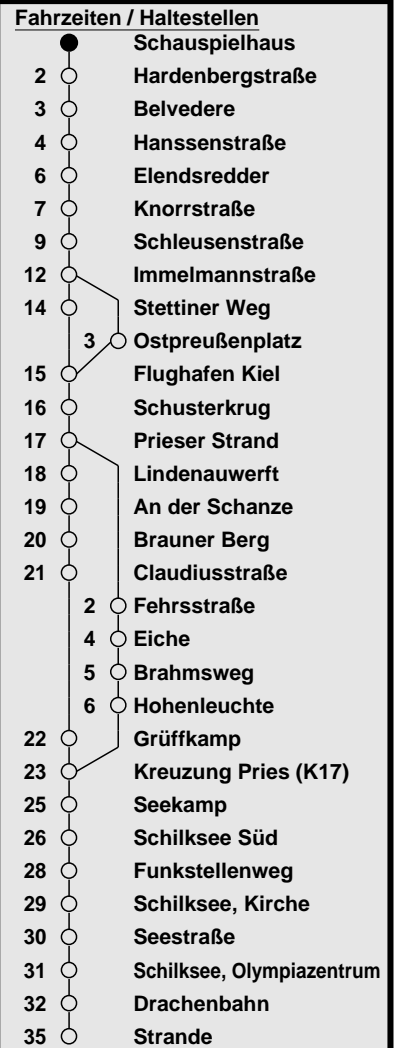 Fahrzeiten / Haltestellen
Schauspielhaus
2 Hardenbergstraße
3 Belvedere
4 Hanssenstraße
6 Elendsredder
7 Knorrstraße
9 Schleusenstraße
12 Immelmannstraße
14 Stettiner Weg
3 Ostpreußenplatz
15 Flughafen Kiel
16 Schusterkrug
17 Prieser Strand
18 Lindenauwerft
19 An der Schanze
20 Brauner Berg
21 Claudiusstraße
2 Fehrsstraße
4 Eiche
5 Brahmsweg
6 Hohenleuchte
22 Grüffkamp
23 Kreuzung Pries (K17)
25 Seekamp
26 Schilksee Süd
28 Funkstellenweg
29 Schilksee, Kirche
30 Seestraße
31 Schilksee, Olympiazentrum
32 Drachenbahn
35 Strande